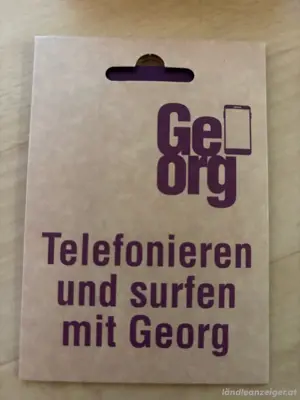 Ge
org
Telefonieren
und surfen
mit Georg
ländleanzeiger.at